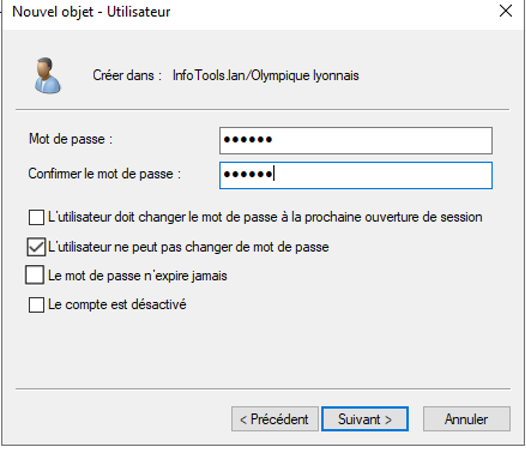 Nouvel objet - Utilisateur
Créer dans : InfoTools.lan/Olympique lyonnais
Mot de passe : ••••••
Confirmer le mot de passe : ••••••
L'utilisateur doit changer le mot de passe à la prochaine ouverture de session
L'utilisateur ne peut pas changer de mot de passe
Le mot de passe n'expire jamais
Le compte est désactivé
< Précédent Suivant > Annuler